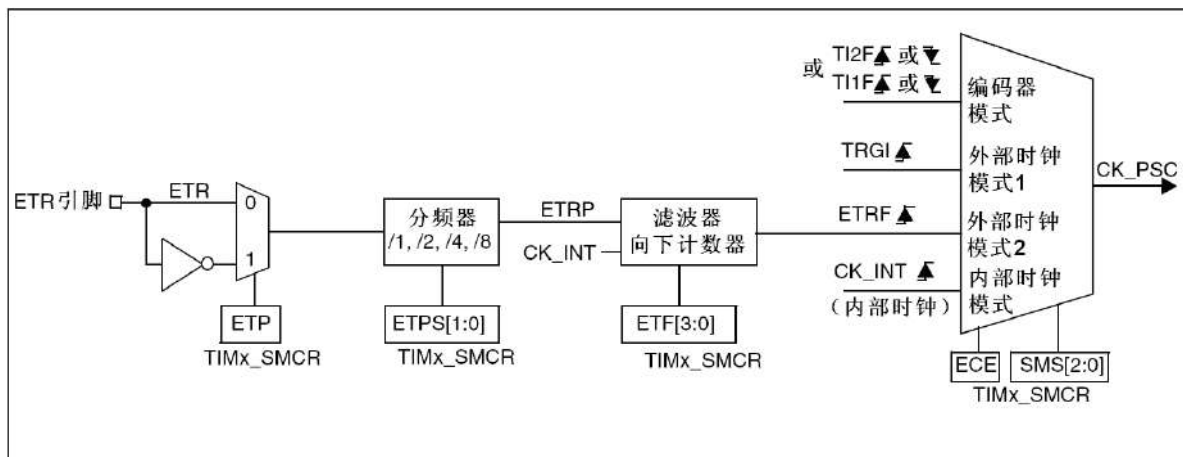 ETR引脚
ETR
0
1
ETP
TIMx_SMCR
分频器
/1, /2, /4, /8
ETPS[1:0]
TIMx_SMCR
ETRP
CK_INT
滤波器
向下计数器
ETF[3:0]
TIMx_SMCR
或 TI2F 或
TI1F 或
TRGI
ETRF
CK_INT
(内部时钟)
编码器
模式
外部时钟
模式1
外部时钟
模式2
内部时钟
模式
CK_PSC
ECE
SMS[2:0]
TIMx_SMCR